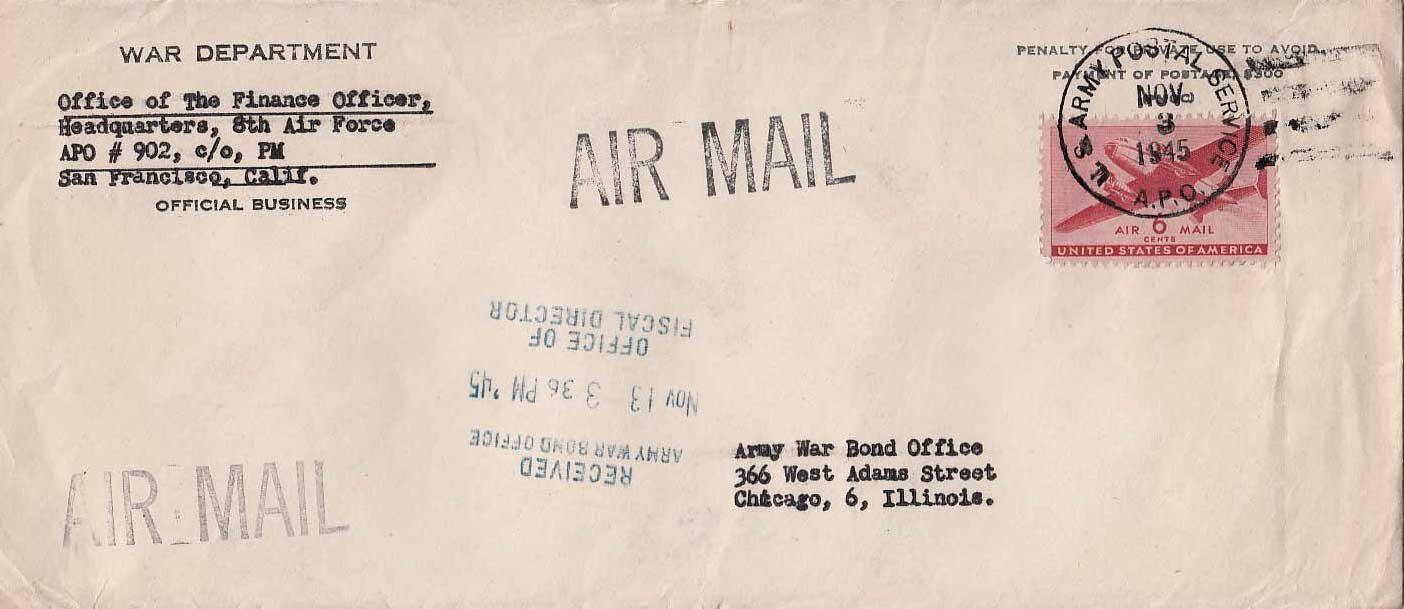 WAR DEPARTMENT
Office of The Finance Officer,
Headquarters, 8th Air Force
APO # 902, c/o, PM
San Francisco, Calif.
OFFICIAL BUSINESS
PENALTY FOR PRIVATE USE TO AVOID
PAYMENT OF POSTAGE, $300
U.S. ARMY POSTAL SERVICE
NOV
3
1945
A.P.O.
AIR 6 MAIL
CENTS
UNITED STATES OF AMERICA
AIR MAIL
RECEIVED
ARMY WAR BOND OFFICE
NOV 13 3 36 PM '45
OFFICE OF
FISCAL DIRECTOR
Army War Bond Office
366 West Adams Street
Chicago, 6, Illinois.
AIR MAIL